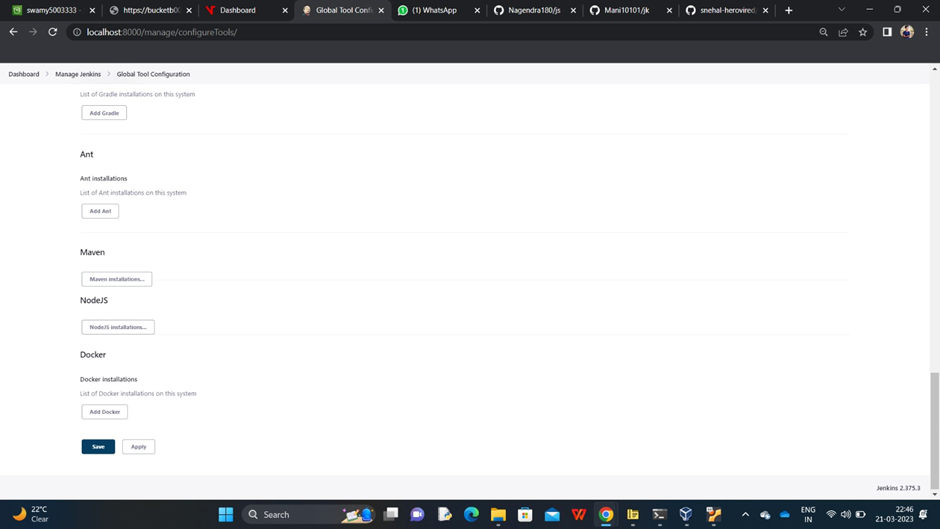 swamy5003333 -
https://bucketb0
Dashboard
Global Tool Confi
(1) WhatsApp
Nagendra180/js
Mani10101/jk
snehal-herovired
localhost:8000/manage/configureTools/
Dashboard > Manage Jenkins > Global Tool Configuration
List of Gradle installations on this system
Add Gradle
Ant
Ant installations
List of Ant installations on this system
Add Ant
Maven
Maven installations...
NodeJS
NodeJS installations...
Docker
Docker installations
List of Docker installations on this system
Add Docker
Save Apply
Jenkins 2.375.3
22°C
Clear
Search
ENG
IN
22:46
21-03-2023